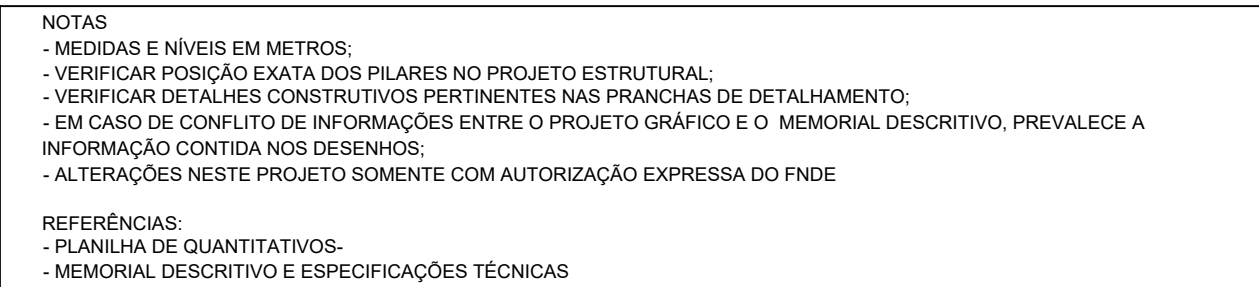 NOTAS
- MEDIDAS E NÍVEIS EM METROS;
- VERIFICAR POSIÇÃO EXATA DOS PILARES NO PROJETO ESTRUTURAL;
- VERIFICAR DETALHES CONSTRUTIVOS PERTINENTES NAS PRANCHAS DE DETALHAMENTO;
- EM CASO DE CONFLITO DE INFORMAÇÕES ENTRE O PROJETO GRÁFICO E O  MEMORIAL DESCRITIVO, PREVALECE A
INFORMAÇÃO CONTIDA NOS DESENHOS;
- ALTERAÇÕES NESTE PROJETO SOMENTE COM AUTORIZAÇÃO EXPRESSA DO FNDE
REFERÊNCIAS:
- PLANILHA DE QUANTITATIVOS-
- MEMORIAL DESCRITIVO E ESPECIFICAÇÕES TÉCNICAS